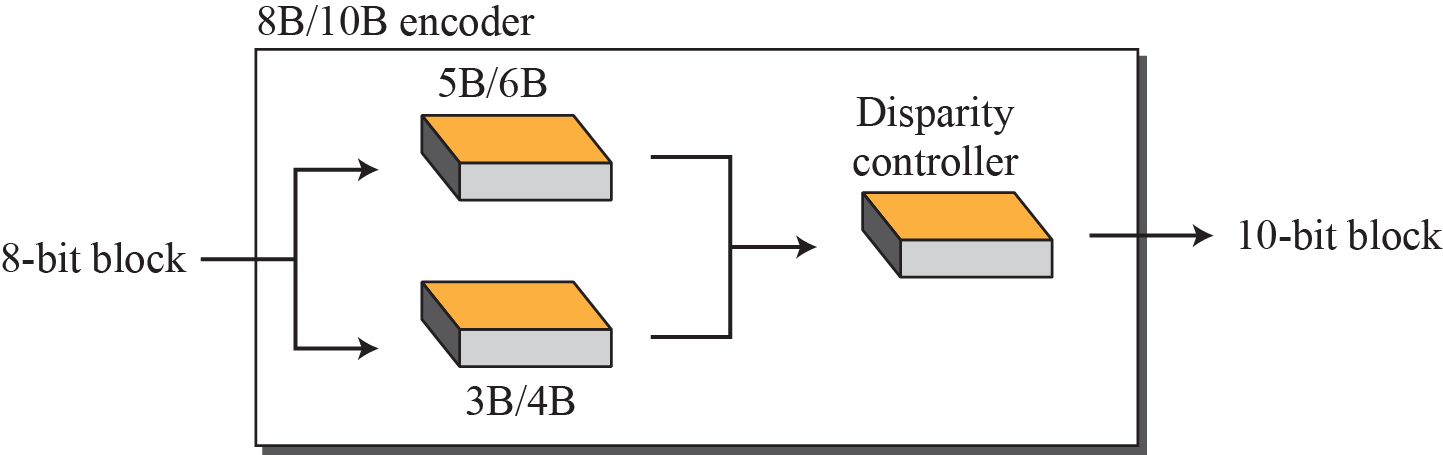 8B/10B encoder
5B/6B
Disparity
controller
8-bit block
10-bit block
3B/4B